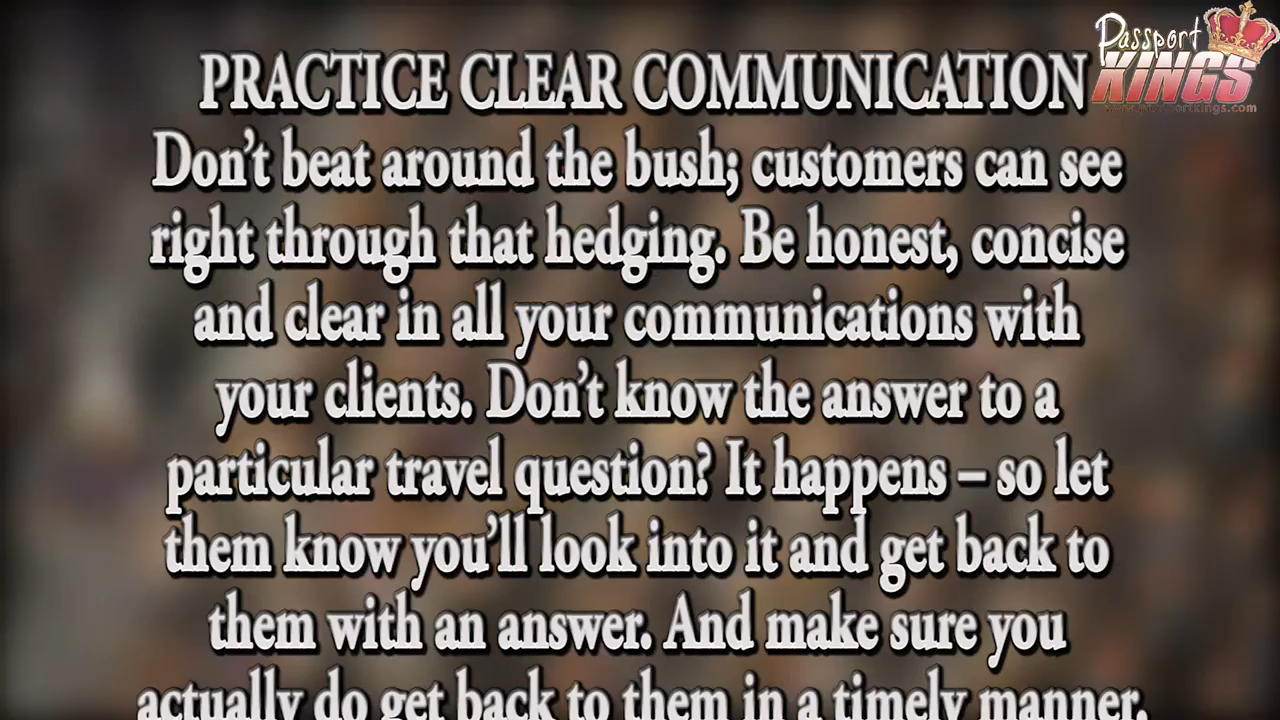 Passport
KINGS
PRACTICE CLEAR COMMUNICATION
Don’t beat around the bush; customers can see
right through that hedging. Be honest, concise
and clear in all your communications with
your clients. Don’t know the answer to a
particular travel question? It happens – so let
them know you’ll look into it and get back to
them with an answer. And make sure you
actually do get back to them in a timely manner.